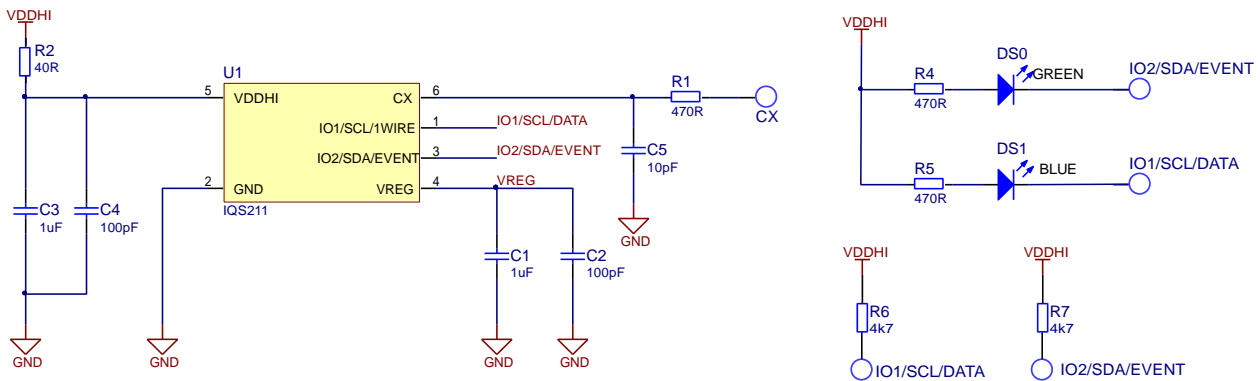 VDDHI
R2
40R
C3
1uF
C4
100pF
GND
GND
U1
5
VDDHI
2
GND
CX
6
IO1/SCL/1WIRE
1
IO2/SDA/EVENT
3
VREG
4
IQS211
IO1/SCL/DATA
IO2/SDA/EVENT
VREG
C1
1uF
GND
C2
100pF
GND
R1
470R
CX
C5
10pF
GND
VDDHI
R4
470R
DS0
GREEN
IO2/SDA/EVENT
R5
470R
DS1
BLUE
IO1/SCL/DATA
VDDHI
R6
4k7
IO1/SCL/DATA
VDDHI
R7
4k7
IO2/SDA/EVENT